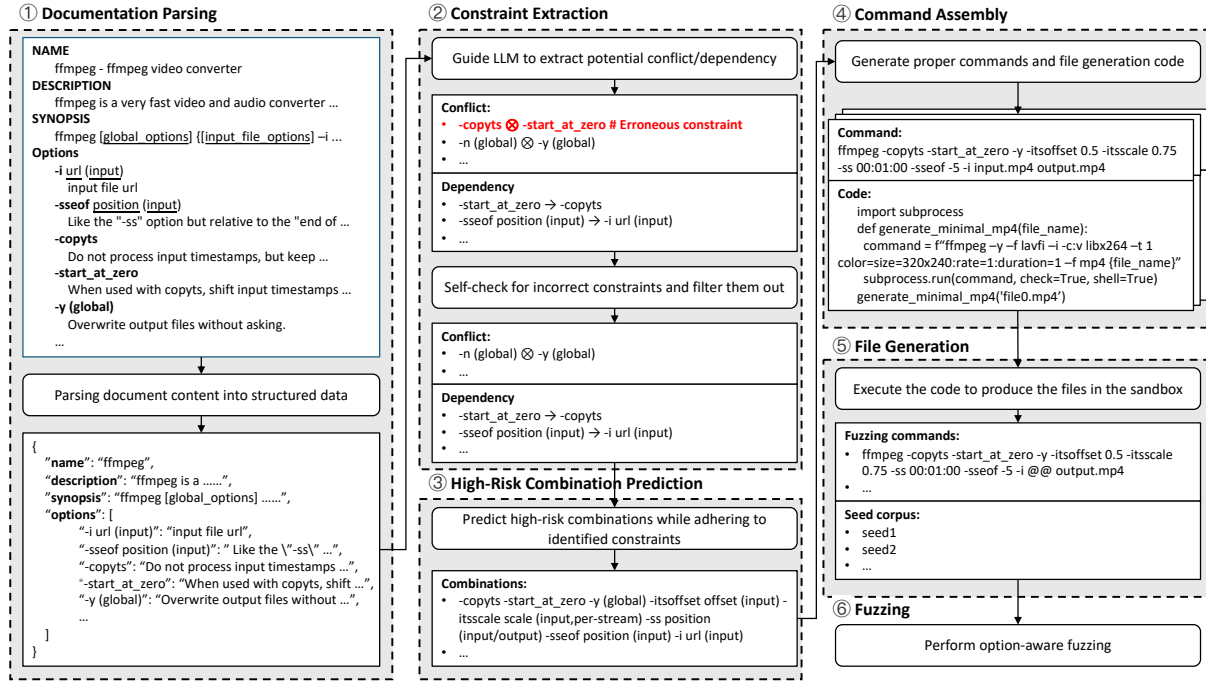 ① Documentation Parsing
NAME
ffmpeg - ffmpeg video converter
DESCRIPTION
ffmpeg is a very fast video and audio converter ...
SYNOPSIS
ffmpeg [global_options] {[input_file_options] –i ...
Options
-i url (input)
input file url
-sseof position (input)
Like the "-ss" option but relative to the "end of ...
-copyts
Do not process input timestamps, but keep ...
-start_at_zero
When used with copyts, shift input timestamps ...
-y (global)
Overwrite output files without asking.
...
Parsing document content into structured data
{
"name": "ffmpeg",
"description": "ffmpeg is a ......",
"synopsis": "ffmpeg [global_options] ......",
"options": [
"-i url (input)": "input file url",
"-sseof position (input)": " Like the \"-ss\" ...",
"-copyts": "Do not process input timestamps ...",
"-start_at_zero": "When used with copyts, shift ...",
"-y (global)": "Overwrite output files without ...",
...
]
}
② Constraint Extraction
Guide LLM to extract potential conflict/dependency
Conflict:
• -copyts ⊗ -start_at_zero # Erroneous constraint
• -n (global) ⊗ -y (global)
• ...
Dependency
• -start_at_zero → -copyts
• -sseof position (input) → -i url (input)
• ...
Self-check for incorrect constraints and filter them out
Conflict:
• -n (global) ⊗ -y (global)
• ...
Dependency
• -start_at_zero → -copyts
• -sseof position (input) → -i url (input)
• ...
③ High-Risk Combination Prediction
Predict high-risk combinations while adhering to
identified constraints
Combinations:
• -copyts -start_at_zero -y (global) -itsoffset offset (input) -
itsscale scale (input,per-stream) -ss position
(input/output) -sseof position (input) -i url (input)
• ...
④ Command Assembly
Generate proper commands and file generation code
Command:
ffmpeg -copyts -start_at_zero -y -itsoffset 0.5 -itsscale 0.75
-ss 00:01:00 -sseof -5 -i input.mp4 output.mp4
Code:
import subprocess
def generate_minimal_mp4(file_name):
command = f"ffmpeg –y –f lavfi –i -c:v libx264 –t 1
color=size=320x240:rate=1:duration=1 –f mp4 {file_name}"
subprocess.run(command, check=True, shell=True)
generate_minimal_mp4('file0.mp4')
⑤ File Generation
Execute the code to produce the files in the sandbox
Fuzzing commands:
• ffmpeg -copyts -start_at_zero -y -itsoffset 0.5 -itsscale
0.75 -ss 00:01:00 -sseof -5 -i @@ output.mp4
• ...
Seed corpus:
• seed1
• seed2
• ...
⑥ Fuzzing
Perform option-aware fuzzing